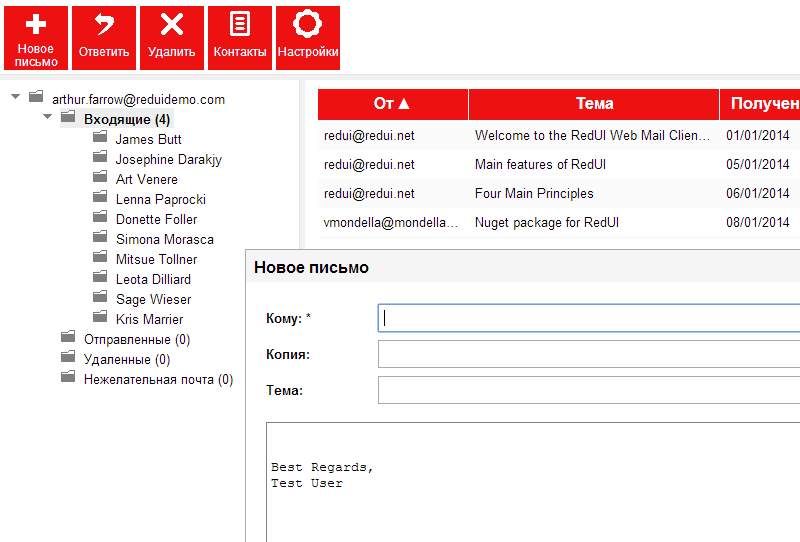 Новое
письмо
Ответить
Удалить
Контакты
Настройки
arthur.farrow@reduidemo.com
Входящие (4)
James Butt
Josephine Darakjy
Art Venere
Lenna Paprocki
Donette Foller
Simona Morasca
Mitsue Tollner
Leota Dilliard
Sage Wieser
Kris Marrier
Отправленные (0)
Удаленные (0)
Нежелательная почта (0)
От ▲ Тема Получен
redui@redui.net Welcome to the RedUI Web Mail Clien... 01/01/2014
redui@redui.net Main features of RedUI 05/01/2014
redui@redui.net Four Main Principles 06/01/2014
vmondella@mondella... Nuget package for RedUI 08/01/2014
Новое письмо
Кому: *
Копия:
Тема:
Best Regards,
Test User